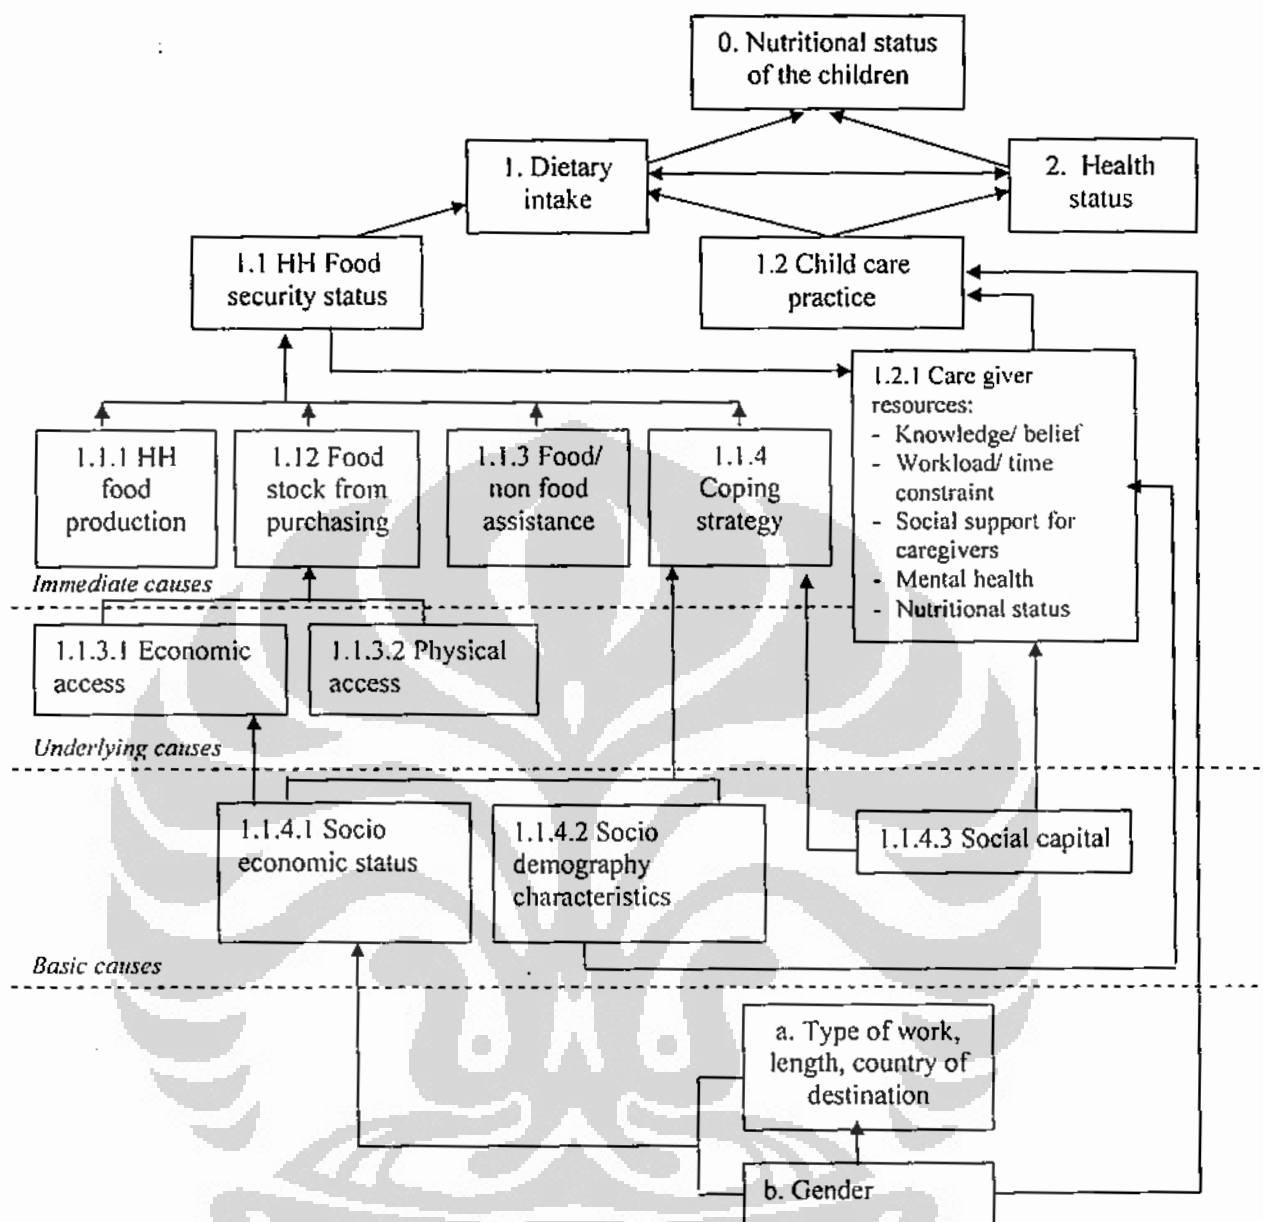 0. Nutritional status
of the children
1. Dietary
intake
2. Health
status
1.1 HH Food
security status
1.2 Child care
practice
1.2.1 Care giver
resources:
- Knowledge/ belief
- Workload/ time
constraint
- Social support for
caregivers
- Mental health
- Nutritional status
1.1.1 HH
food
production
1.12 Food
stock from
purchasing
1.1.3 Food/
non food
assistance
1.1.4
Coping
strategy
Immediate causes
1.1.3.1 Economic
access
1.1.3.2 Physical
access
Underlying causes
1.1.4.1 Socio
economic status
1.1.4.2 Socio
demography
characteristics
1.1.4.3 Social capital
Basic causes
a. Type of work,
length, country of
destination
b. Gender